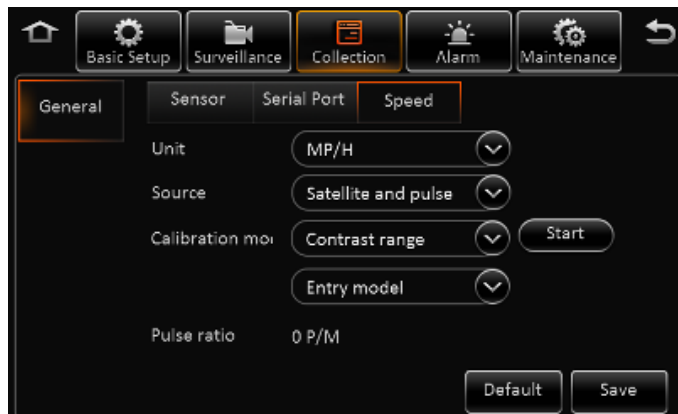 Basic Setup Surveillance Collection Alarm Maintenance
General Sensor Serial Port Speed
Unit MP/H
Source Satellite and pulse
Calibration mo Contrast range Start
Entry model
Pulse ratio 0 P/M
Default Save